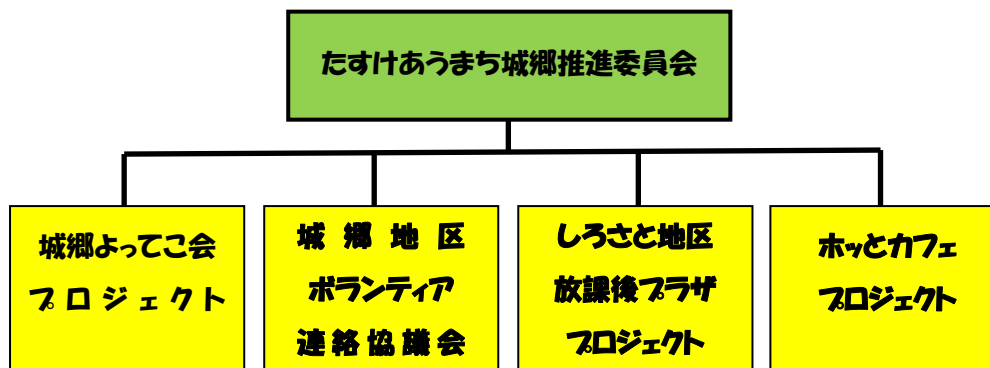 たすけあうまち城郷推進委員会
城郷よってこ会
プロジェクト
城郷地区
ボランティア
連絡協議会
しろさと地区
放課後プラザ
プロジェクト
ホッとカフェ
プロジェクト